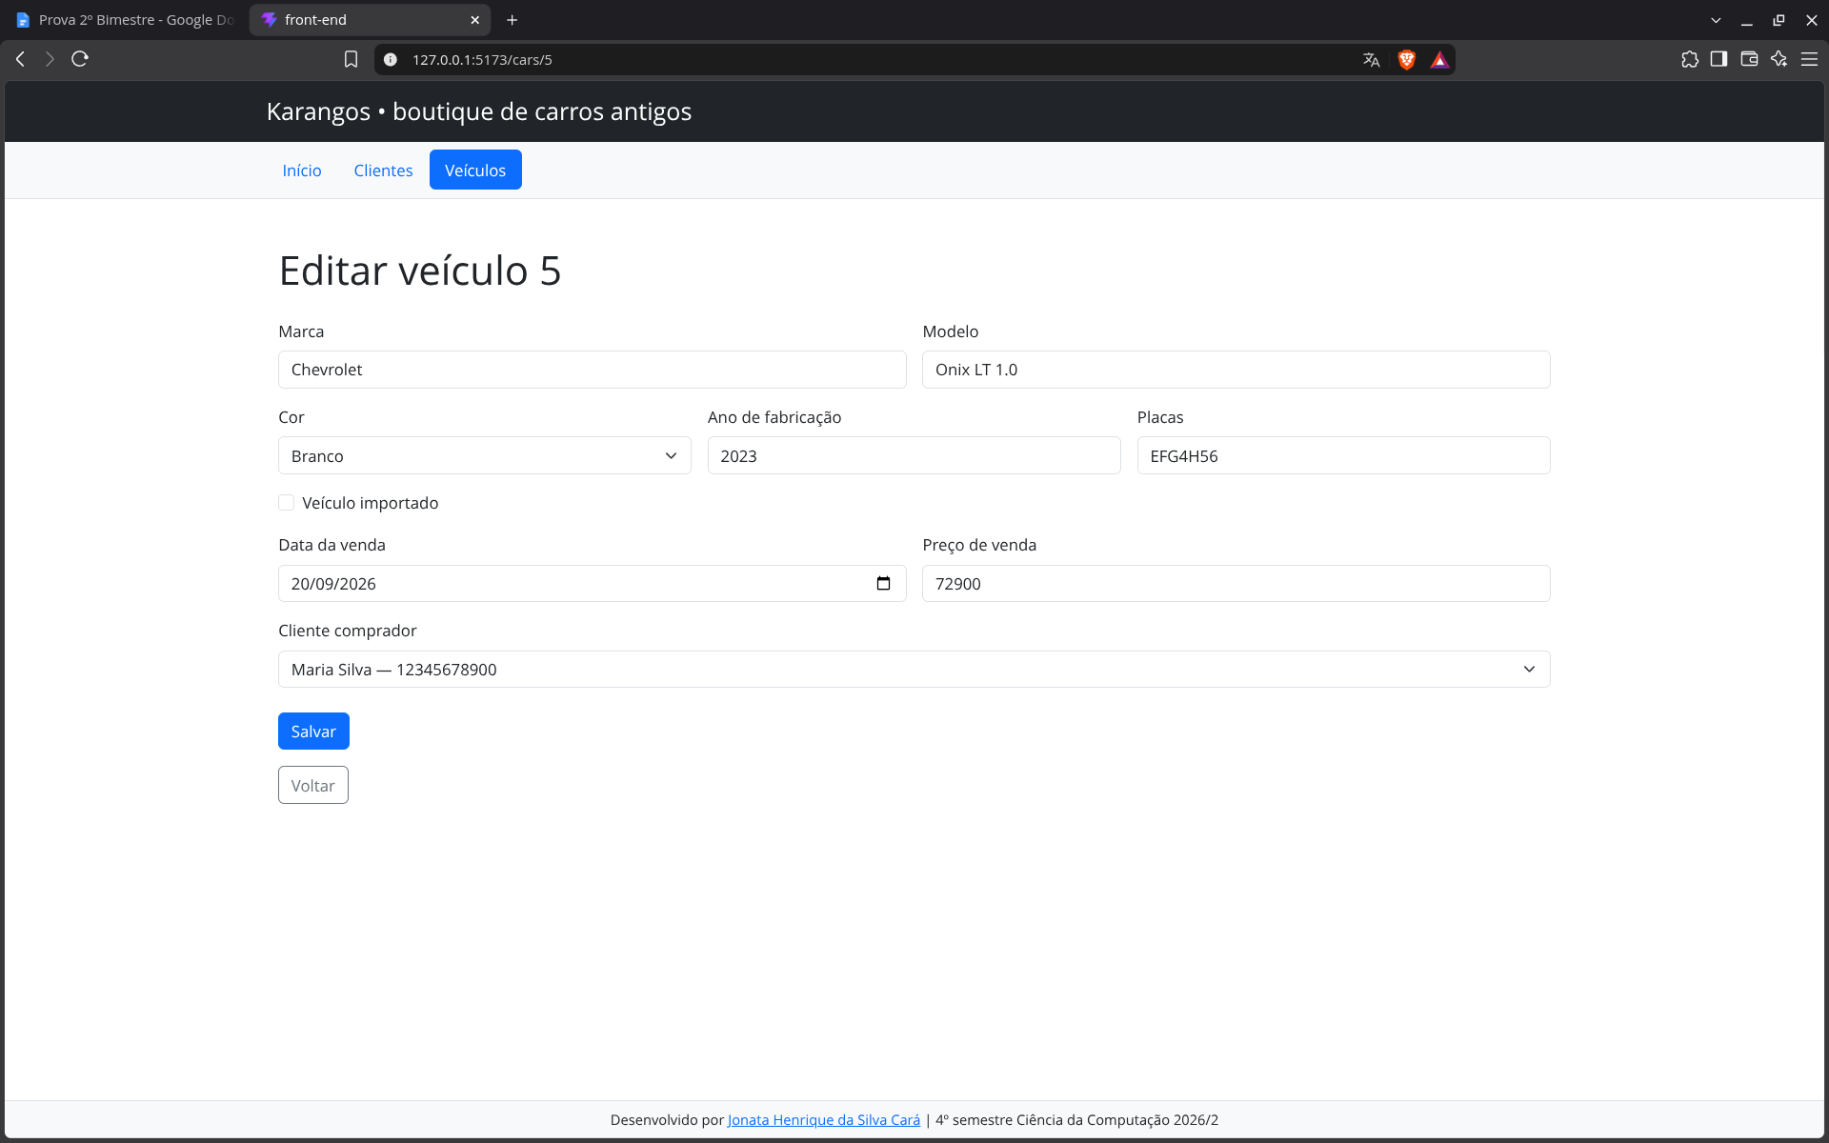 Prova 2º Bimestre - Google Do
front-end
127.0.0.1:5173/cars/5
Karangos • boutique de carros antigos
Início Clientes Veículos
Editar veículo 5
Marca Modelo
Chevrolet Onix LT 1.0
Cor Ano de fabricação Placas
Branco 2023 EFG4H56
Veículo importado
Data da venda Preço de venda
20/09/2026 72900
Cliente comprador
Maria Silva — 12345678900
Salvar
Voltar
Desenvolvido por Jonata Henrique da Silva Cará | 4º semestre Ciência da Computação 2026/2